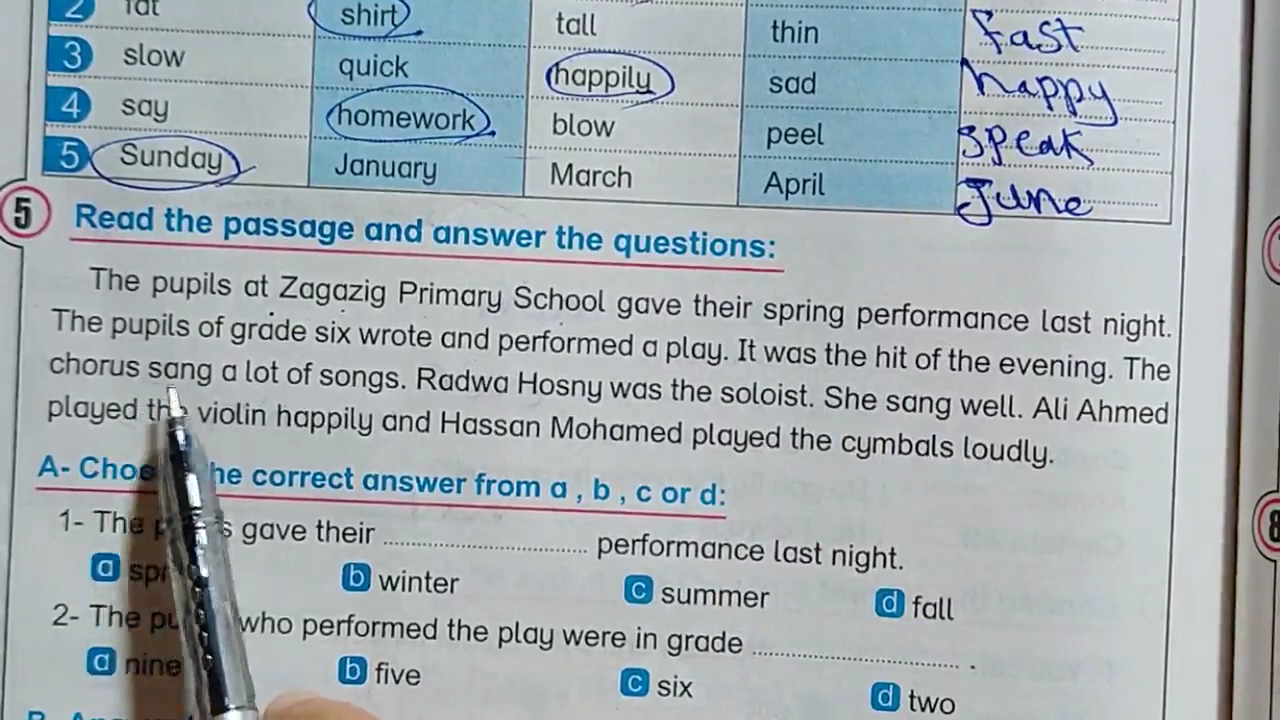 2 fat shirt tall thin Fast
3 slow quick happily sad happy
4 say homework blow peel speak
5 Sunday January March April June
5 Read the passage and answer the questions:
The pupils at Zagazig Primary School gave their spring performance last night.
The pupils of grade six wrote and performed a play. It was the hit of the evening. The
chorus sang a lot of songs. Radwa Hosny was the soloist. She sang well. Ali Ahmed
played the violin happily and Hassan Mohamed played the cymbals loudly.
A- Choose the correct answer from a , b , c or d:
1- The gave their .......... performance last night.
a b winter c summer d fall
2- The who performed the play were in grade .......... .
a nine b five c six d two